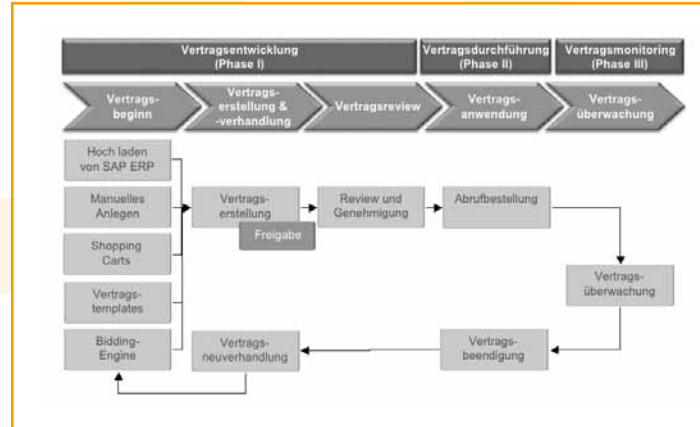 Vertragsentwicklung
(Phase I)
Vertragsdurchführung
(Phase II)
Vertragsmonitoring
(Phase III)
Vertrags-
beginn
Vertrags-
erstellung &
-verhandlung
Vertragsreview
Vertrags-
anwendung
Vertrags-
überwachung
Hoch laden
von SAP ERP
Manuelles
Anlegen
Shopping
Carts
Vertrags-
templates
Bidding-
Engine
Vertrags-
erstellung
Freigabe
Review und
Genehmigung
Abrufbestellung
Vertrags-
überwachung
Vertrags-
beendigung
Vertrags-
neuverhandlung